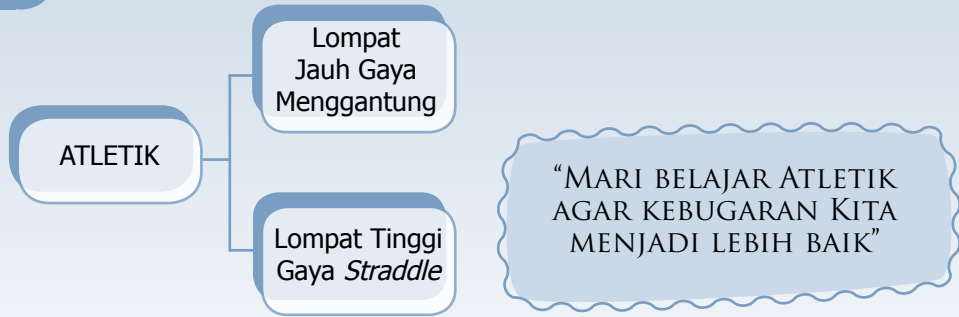 Lompat
Jauh Gaya
Menggantung
ATLETIK
Lompat Tinggi
Gaya Straddle
“Mari belajar Atletik
agar kebugaran Kita
menjadi lebih baik”